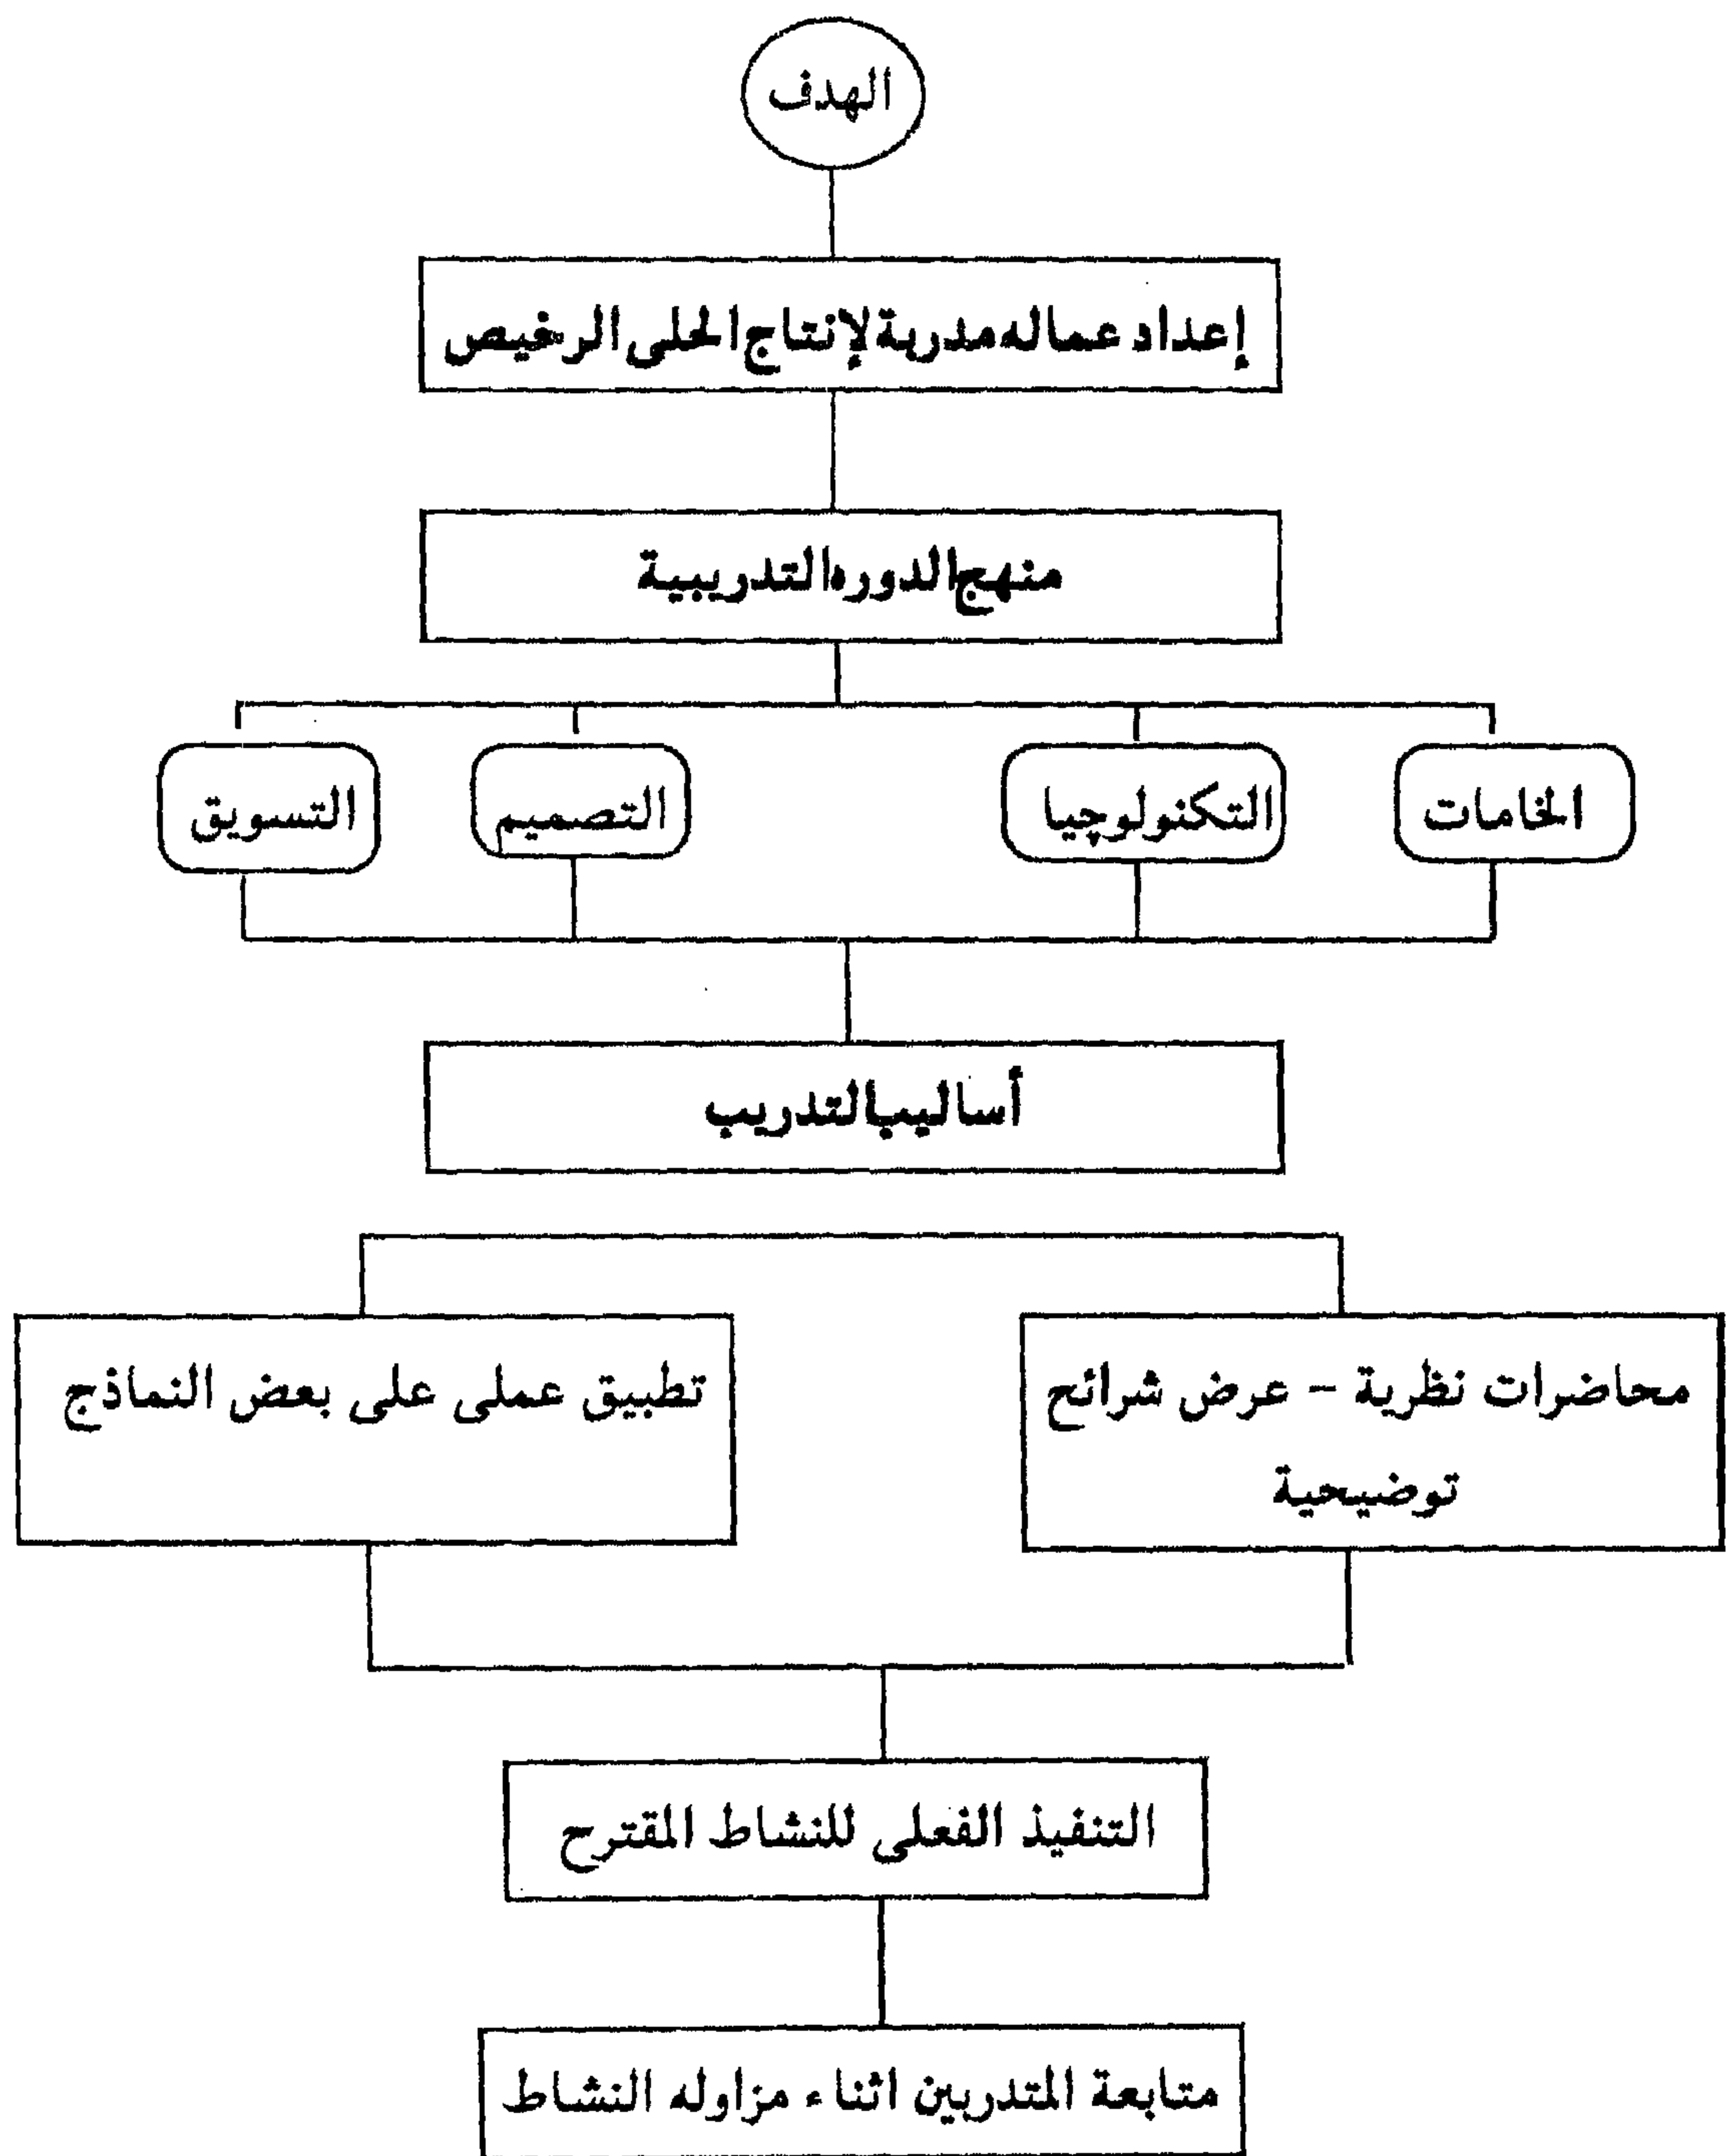 الهدف
إعداد عماله مدربة لإنتاج الحلى الرخيص
منهج الدوره التدريبية
الخامات
التكنولوچيا
التصميم
التسويق
أساليب التدريب
محاضرات نظرية – عرض شرائح
توضيحية
تطبيق عملى على بعض النماذج
التنفيذ الفعلى للنشاط المقترح
متابعة المتدربين اثناء مزاوله النشاط